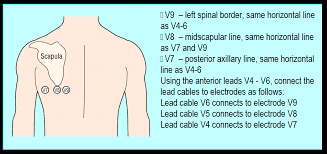 Scapula
V7 V8 V9
▯ V9 – left spinal border, same horizontal line
as V4-6
▯ V8 – midscapular line, same horizontal line
as V7 and V9
▯ V7 – posterior axillary line, same horizontal
line as V4-6
Using the anterior leads V4 - V6, connect the
lead cables to electrodes as follows:
Lead cable V6 connects to electrode V9
Lead cable V5 connects to electrode V8
Lead cable V4 connects to electrode V7